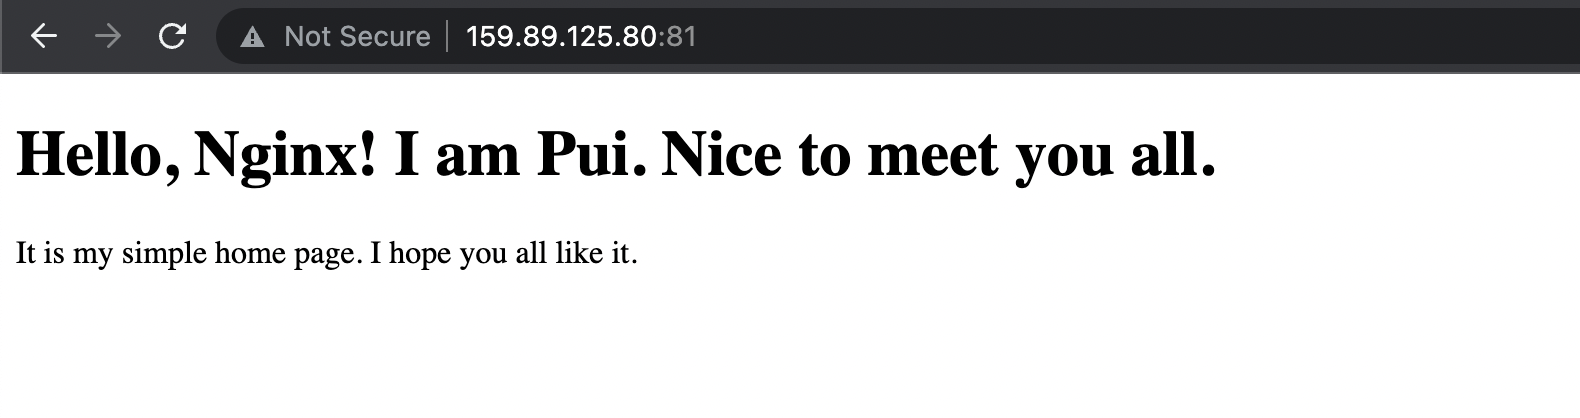 Not Secure 159.89.125.80:81
Hello, Nginx! I am Pui. Nice to meet you all.
It is my simple home page. I hope you all like it.